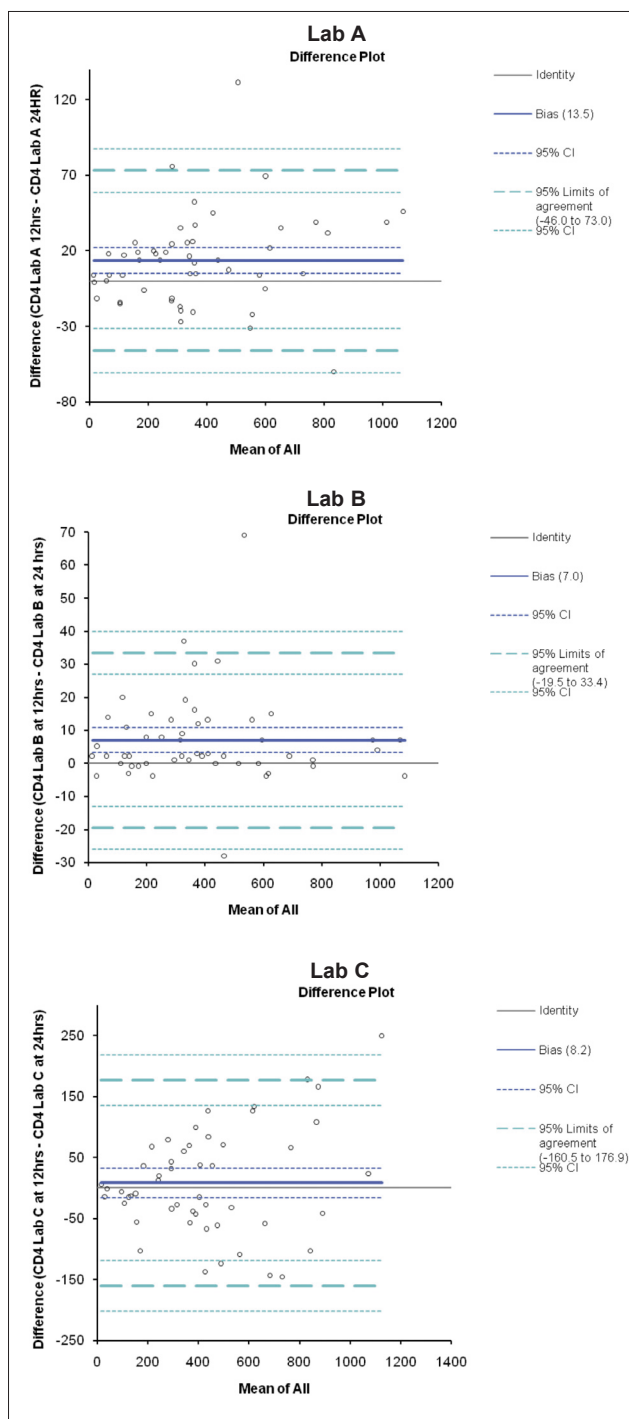 Lab A
Difference Plot
Difference (CD4 Lab A 12hrs - CD4 Lab A 24HR)
120
70
20
-30
-80
0
200
400
600
800
1000
1200
Mean of All
Identity
Bias (13.5)
95% CI
95% Limits of
agreement
(-46.0 to 73.0)
95% CI
Lab B
Difference Plot
Difference (CD4 Lab B at 12hrs - CD4 Lab B at 24 hrs)
70
60
50
40
30
20
10
0
-10
-20
-30
0
200
400
600
800
1000
1200
Mean of All
Identity
Bias (7.0)
95% CI
95% Limits of
agreement
(-19.5 to 33.4)
95% CI
Lab C
Difference Plot
Difference (CD4 Lab C at 12hrs - CD4 Lab C at 24hrs)
250
150
50
-50
-150
-250
0
200
400
600
800
1000
1200
1400
Mean of All
Identity
Bias (8.2)
95% CI
95% Limits of
agreement
(-160.5 to 176.9)
95% CI